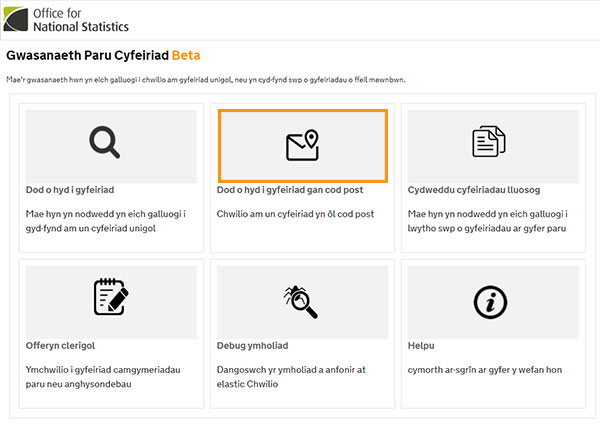 Office for
National Statistics
Gwasanaeth Paru Cyfeiriad Beta
Mae'r gwasanaeth hwn yn eich galluogi i chwilio am gyfeiriad unigol, neu yn cyd-fynd swp o gyfeiriadau o ffeil mewnbwn.
Dod o hyd i gyfeiriad
Mae hyn yn nodwedd yn eich galluogi i
gyd-fynd am un cyfeiriad unigol
Dod o hyd i gyfeiriad gan cod post
Chwilio am un cyfeiriad yn ôl cod post
Cydweddu cyfeiriadau lluosog
Mae hyn yn nodwedd yn eich galluogi i
lwytho swp o gyfeiriadau ar gyfer paru
Offeryn clerigol
Ymchwilio i gyfeiriad camgymeriadau
paru neu anghysondebau
Debug ymholiad
Dangoswch yr ymholiad a anfonir at
elastic Chwilio
Helpu
cymorth ar-sgrîn ar gyfer y wefan hon